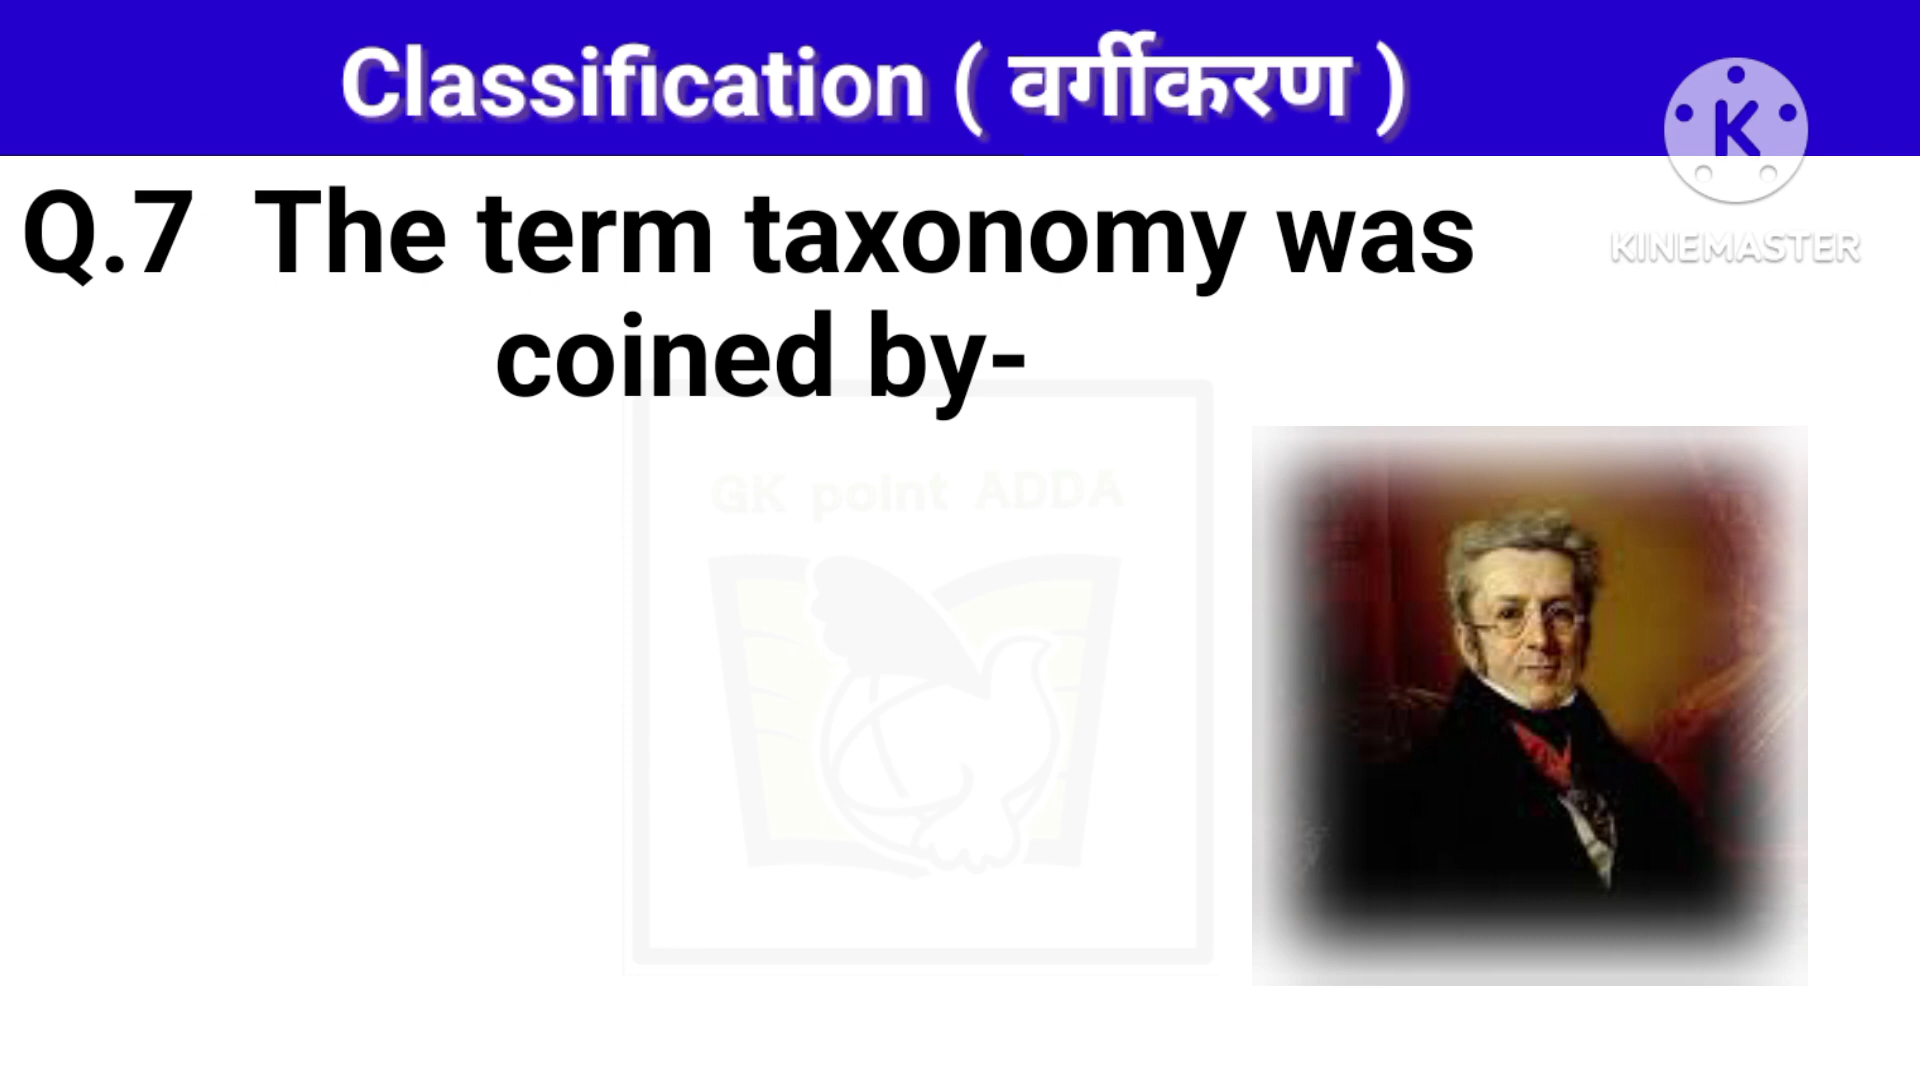 Classification ( वर्गीकरण )
K
KINEMASTER
Q.7 The term taxonomy was
coined by-
GK point ADDA